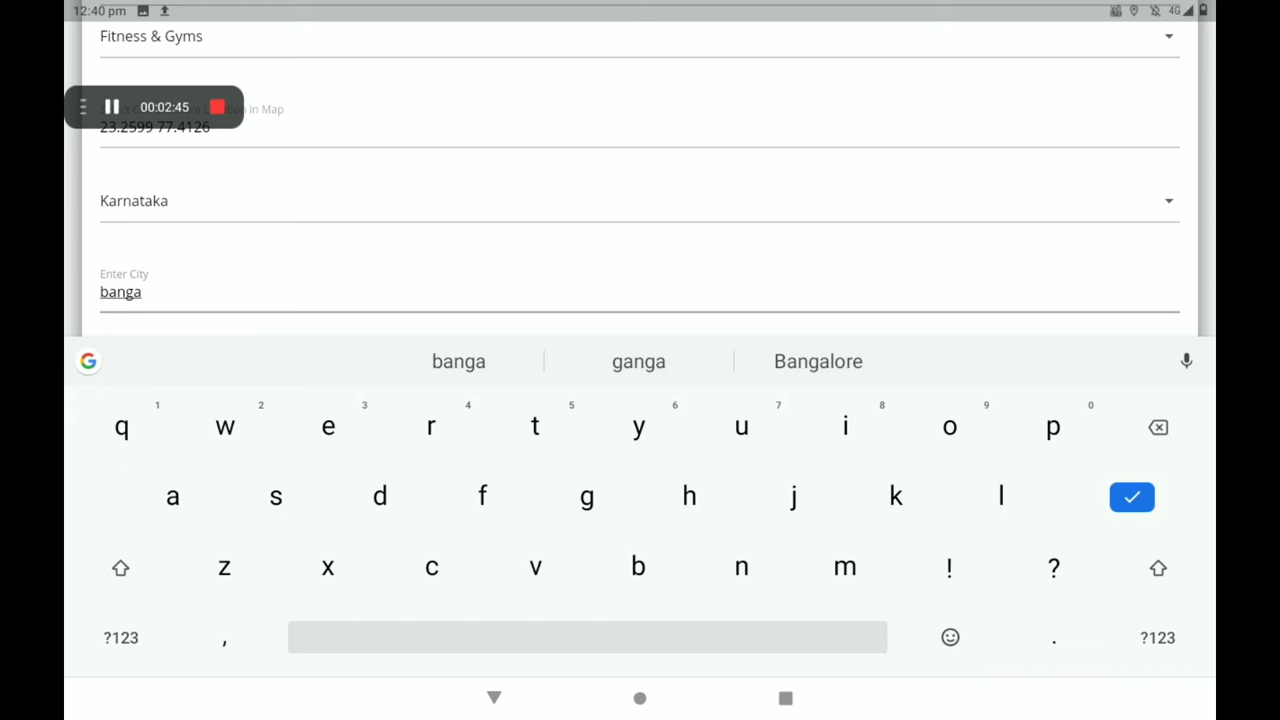 12:40 pm
4G
Fitness & Gyms
00:02:45
in Map
23.2599 77.4126
Karnataka
Enter City
banga
banga ganga Bangalore
1 2 3 4 5 6 7 8 9 0
q w e r t y u i o p
a s d f g h j k l
z x c v b n m ! ?
?123 , . ?123